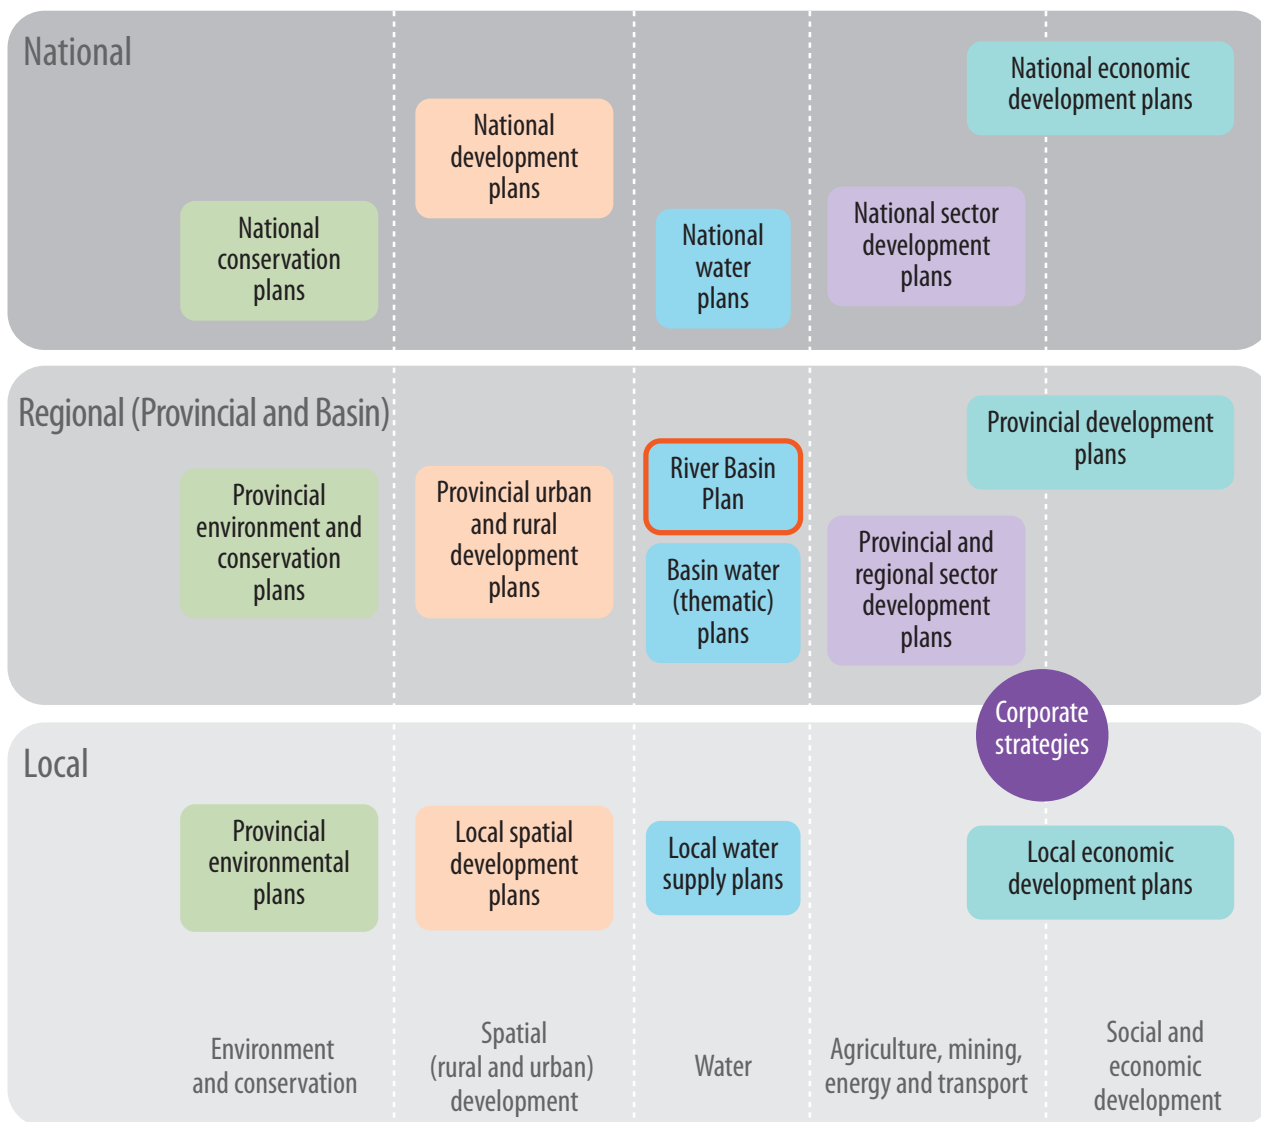 National
National economic
development plans
National
development
plans
National
conservation
plans
National
water
plans
National sector
development
plans
Regional (Provincial and Basin)
Provincial development
plans
Provincial
environment and
conservation
plans
Provincial urban
and rural
development
plans
River Basin
Plan
Basin water
(thematic)
plans
Provincial and
regional sector
development
plans
Corporate
strategies
Local
Provincial
environmental
plans
Local spatial
development
plans
Local water
supply plans
Local economic
development plans
Environment
and conservation
Spatial
(rural and urban)
development
Water
Agriculture, mining,
energy and transport
Social and
economic
development